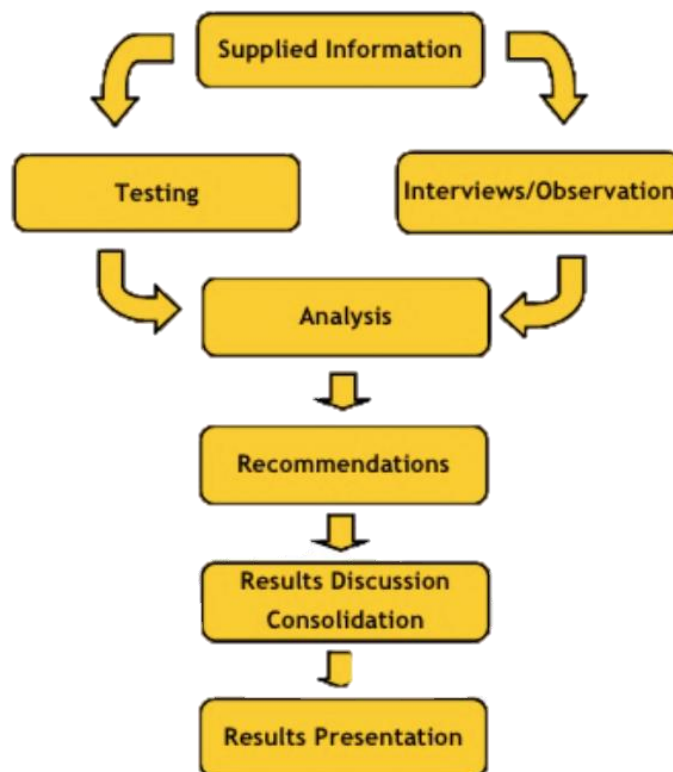 Supplied Information
Testing
Interviews/Observation
Analysis
Recommendations
Results Discussion
Consolidation
Results Presentation